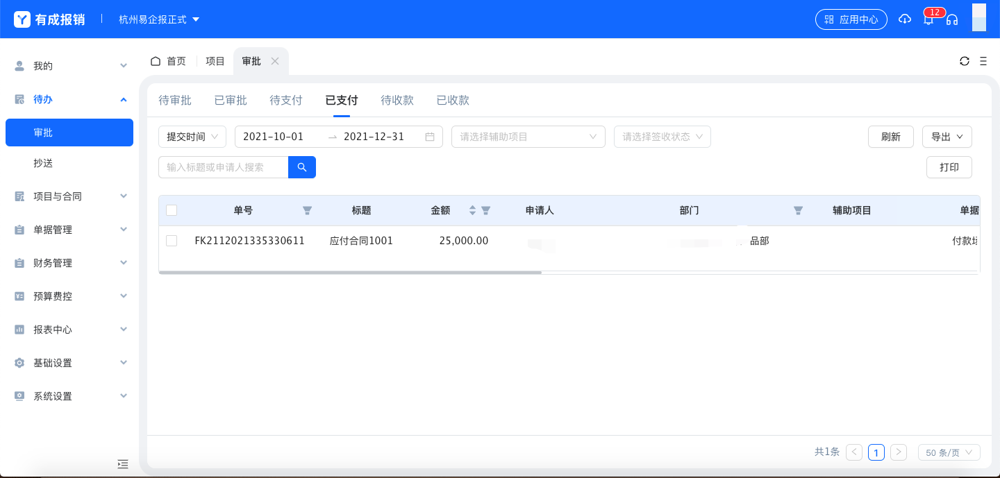 有成报销 杭州易企报正式 应用中心 12
我的
待办
审批
抄送
项目与合同
单据管理
财务管理
预算费控
报表中心
基础设置
系统设置
首页 项目 审批
待审批 已审批 待支付 已支付 待收款 已收款
提交时间 2021-10-01 → 2021-12-31 请选择辅助项目 请选择签收状态 刷新 导出
输入标题或申请人搜索 打印
单号 标题 金额 申请人 部门 辅助项目 单据
FK2112021335330611 应付合同1001 25,000.00 品部 付款
共1条 < 1 > 50 条/页